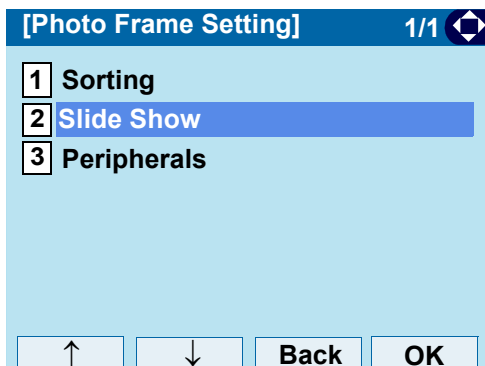 [Photo Frame Setting] 1/1
1 Sorting
2 Slide Show
3 Peripherals
↑ ↓ Back OK